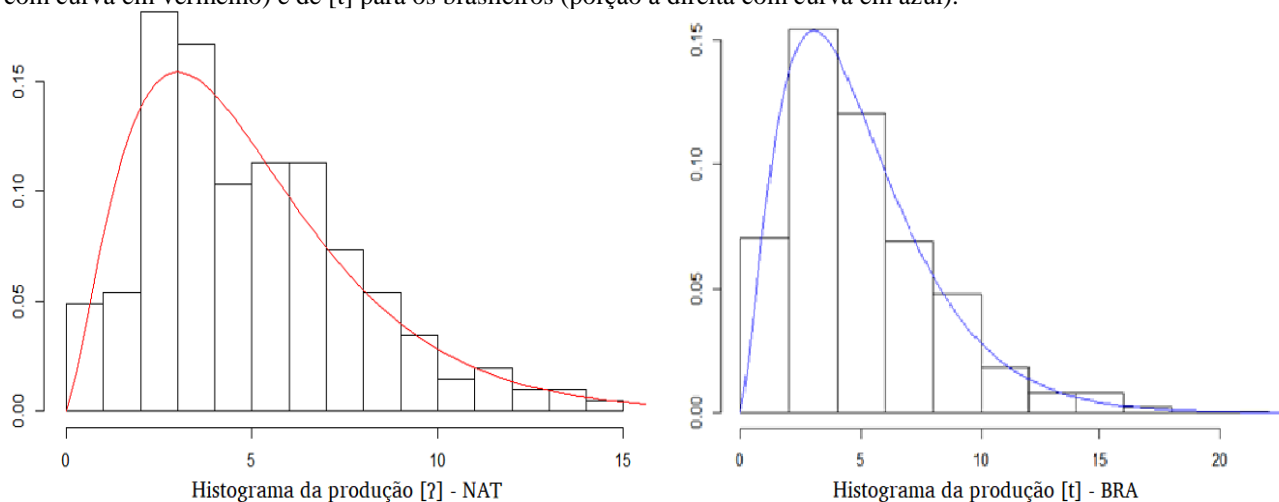 com curva em vermelho) e de [t] para os brasileiros (porção à direita com curva em azul).
0.15
0.10
0.05
0.00
0 5 10 15
Histograma da produção [?] - NAT
0.15
0.10
0.05
0.00
0 5 10 15 20
Histograma da produção [t] - BRA